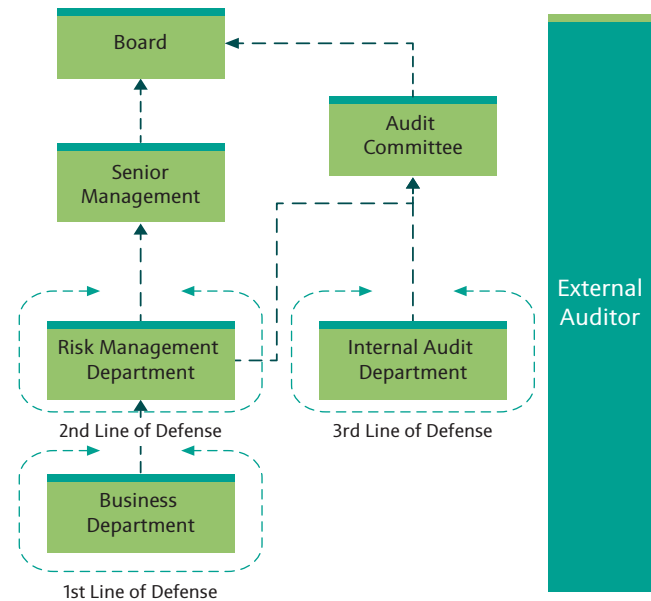 Board
Audit
Committee
Senior
Management
External
Auditor
Risk Management
Department
Internal Audit
Department
2nd Line of Defense
3rd Line of Defense
Business
Department
1st Line of Defense